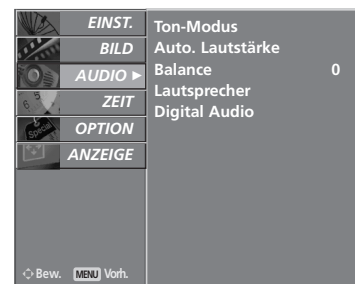 EINST.
BILD
AUDIO ►
ZEIT
OPTION
ANZEIGE
Bew. MENU Vorh.
Ton-Modus
Auto. Lautstärke
Balance 0
Lautsprecher
Digital Audio